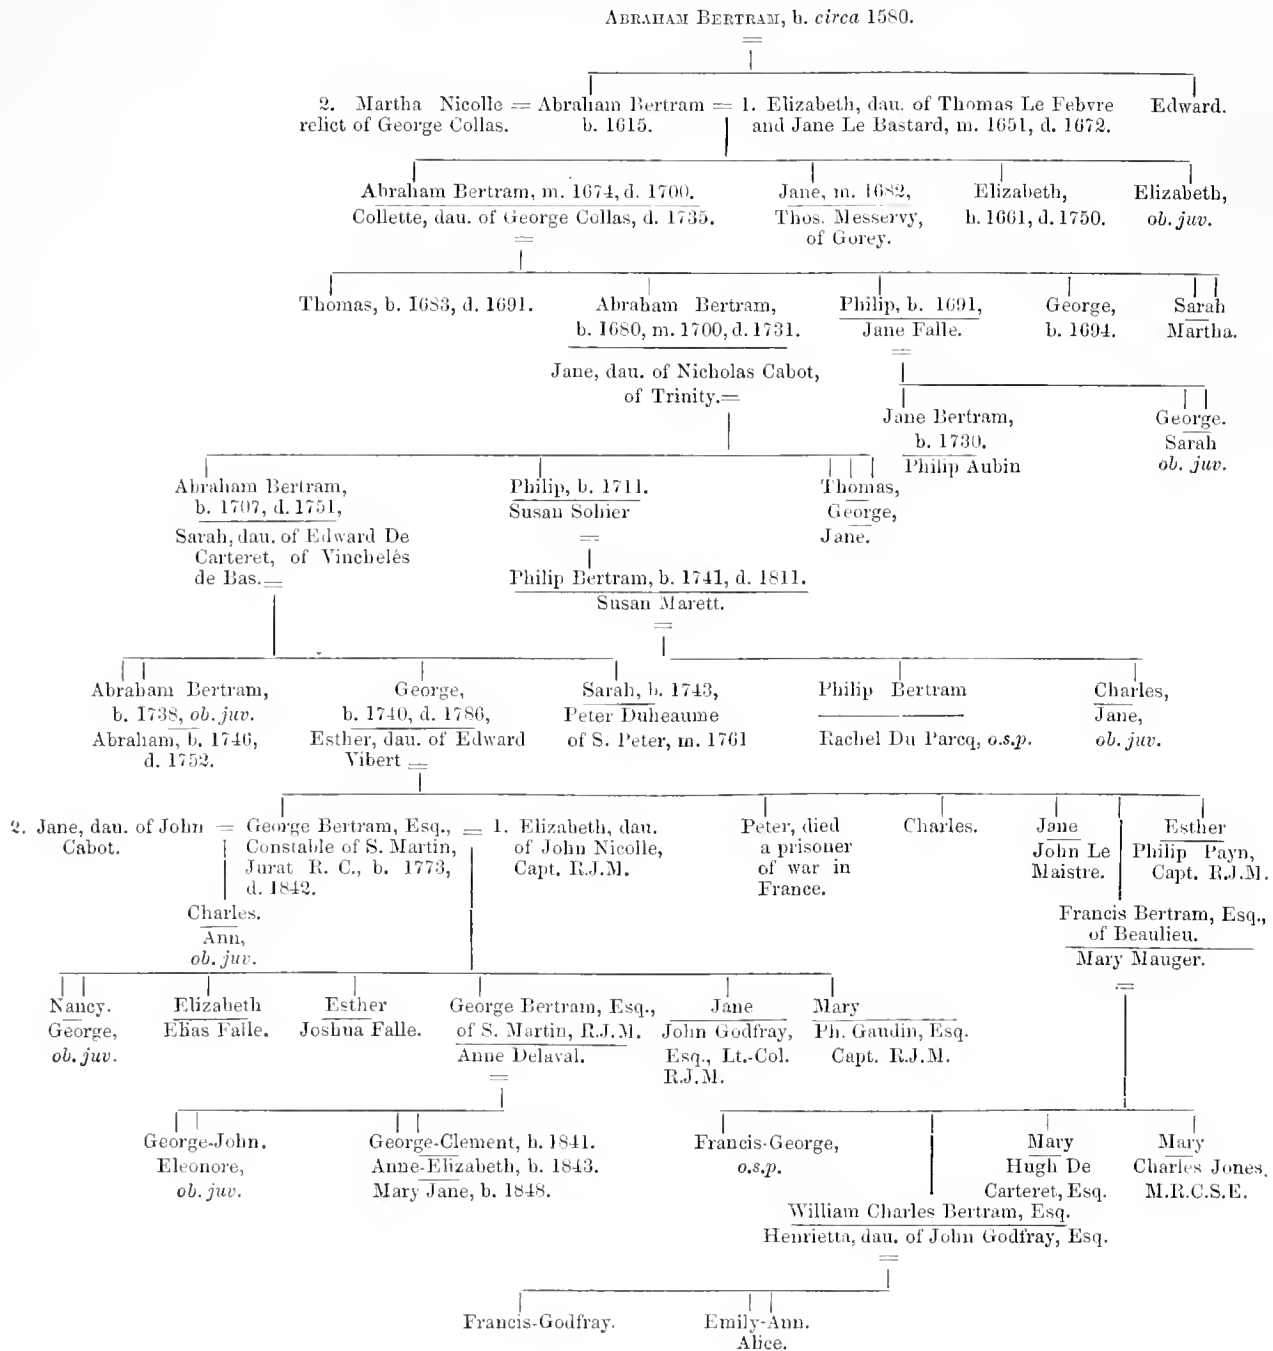 ABRAHAM BERTRAM, b. circa 1580.
2. Martha Nicolle = Abraham Bertram = 1. Elizabeth, dau. of Thomas Le Febvre
relict of George Collas. b. 1615. and Jane Le Bastard, m. 1651, d. 1672.
Edward.
Abraham Bertram, m. 1674, d. 1700.
Collette, dau. of George Collas, d. 1735.
Jane, m. 1682,
Thos. Messervy,
of Gorey.
Elizabeth,
b. 1661, d. 1750.
Elizabeth,
ob. juv.
Thomas, b. 1683, d. 1691.
Abraham Bertram,
b. 1680, m. 1700, d. 1731.
Jane, dau. of Nicholas Cabot,
of Trinity.=
Philip, b. 1691,
Jane Falle.
George,
b. 1694.
Sarah
Martha.
Jane Bertram,
b. 1730.
Philip Aubin
George.
Sarah
ob. juv.
Abraham Bertram,
b. 1707, d. 1751,
Sarah, dau. of Edward De
Carteret, of Vinchelés
de Bas.=
Philip, b. 1711.
Susan Sohier
Thomas,
George,
Jane.
Philip Bertram, b. 1741, d. 1811.
Susan Marett.
Abraham Bertram,
b. 1738, ob. juv.
Abraham, b. 1746,
d. 1752.
George,
b. 1740, d. 1786,
Esther, dau. of Edward
Vibert =
Sarah, b. 1743,
Peter Duheaume
of S. Peter, m. 1761
Philip Bertram
Rachel Du Parcq, o.s.p.
Charles,
Jane,
ob. juv.
2. Jane, dau. of John = George Bertram, Esq., = 1. Elizabeth, dau.
Cabot. Constable of S. Martin, of John Nicolle,
Jurat R. C., b. 1773, Capt. R.J.M.
d. 1842.
Peter, died
a prisoner
of war in
France.
Charles.
Jane
John Le
Maistre.
Esther
Philip Payn,
Capt. R.J.M.
Charles.
Ann,
ob. juv.
Francis Bertram, Esq.,
of Beaulieu.
Mary Mauger.
Nancy.
George,
ob. juv.
Elizabeth
Elias Falle.
Esther
Joshua Falle.
George Bertram, Esq.,
of S. Martin, R.J.M.
Anne Delaval.
Jane
John Godfray,
Esq., Lt.-Col.
R.J.M.
Mary
Ph. Gaudin, Esq.
Capt. R.J.M.
George-John.
Eleonore,
ob. juv.
George-Clement, b. 1841.
Anne-Elizabeth, b. 1843.
Mary Jane, b. 1848.
Francis-George,
o.s.p.
Mary
Hugh De
Carteret, Esq.
Mary
Charles Jones,
M.R.C.S.E.
William Charles Bertram, Esq.
Henrietta, dau. of John Godfray, Esq.
Francis-Godfray.
Emily-Ann.
Alice.